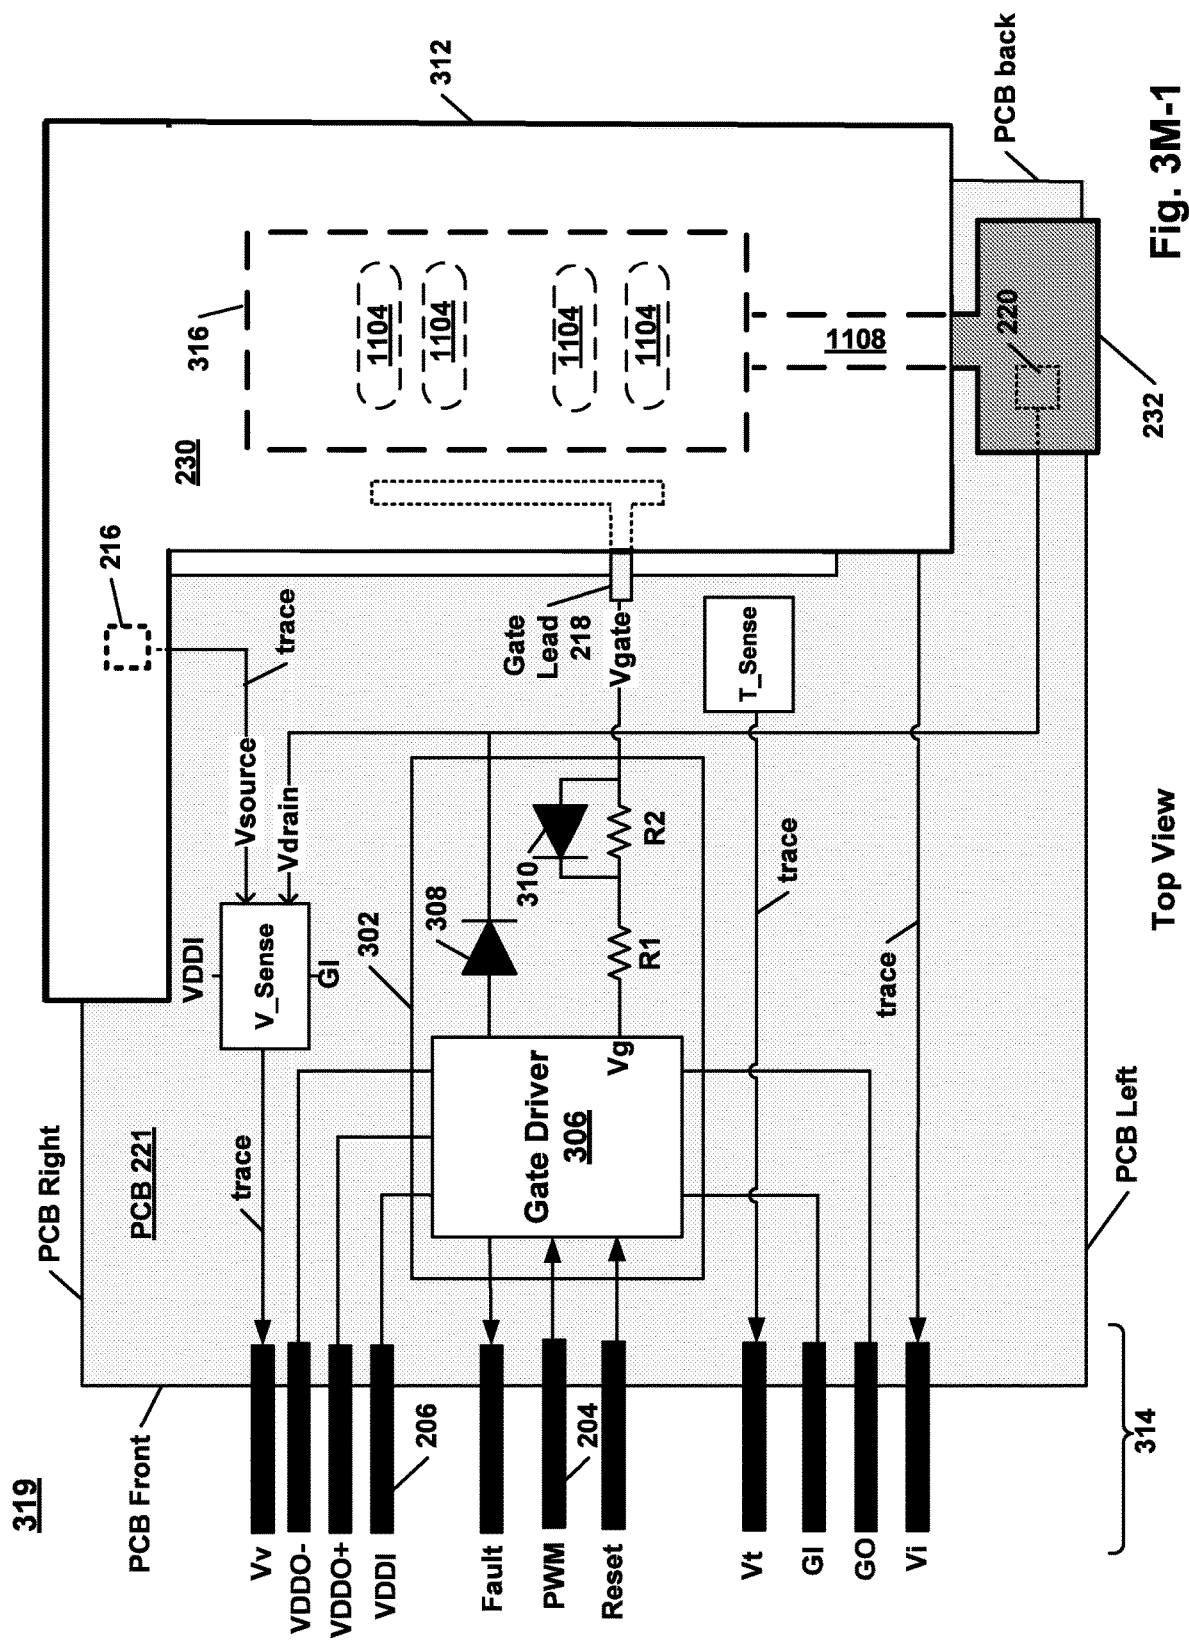 319
PCB Front
PCB Right
PCB Left
PCB back
PCB 221
312
316
230
216
1104
1104
1104
1104
1108
220
232
trace
Vsource
Vdrain
VDDI
V_Sense
GI
trace
Gate
Lead
218
Vgate
T_Sense
302
308
310
R2
R1
Gate Driver
306
Vg
trace
trace
Vv
VDDO-
VDDO+
VDDI
206
Fault
PWM
204
Reset
Vt
GI
GO
Vi
314
Top View
Fig. 3M-1